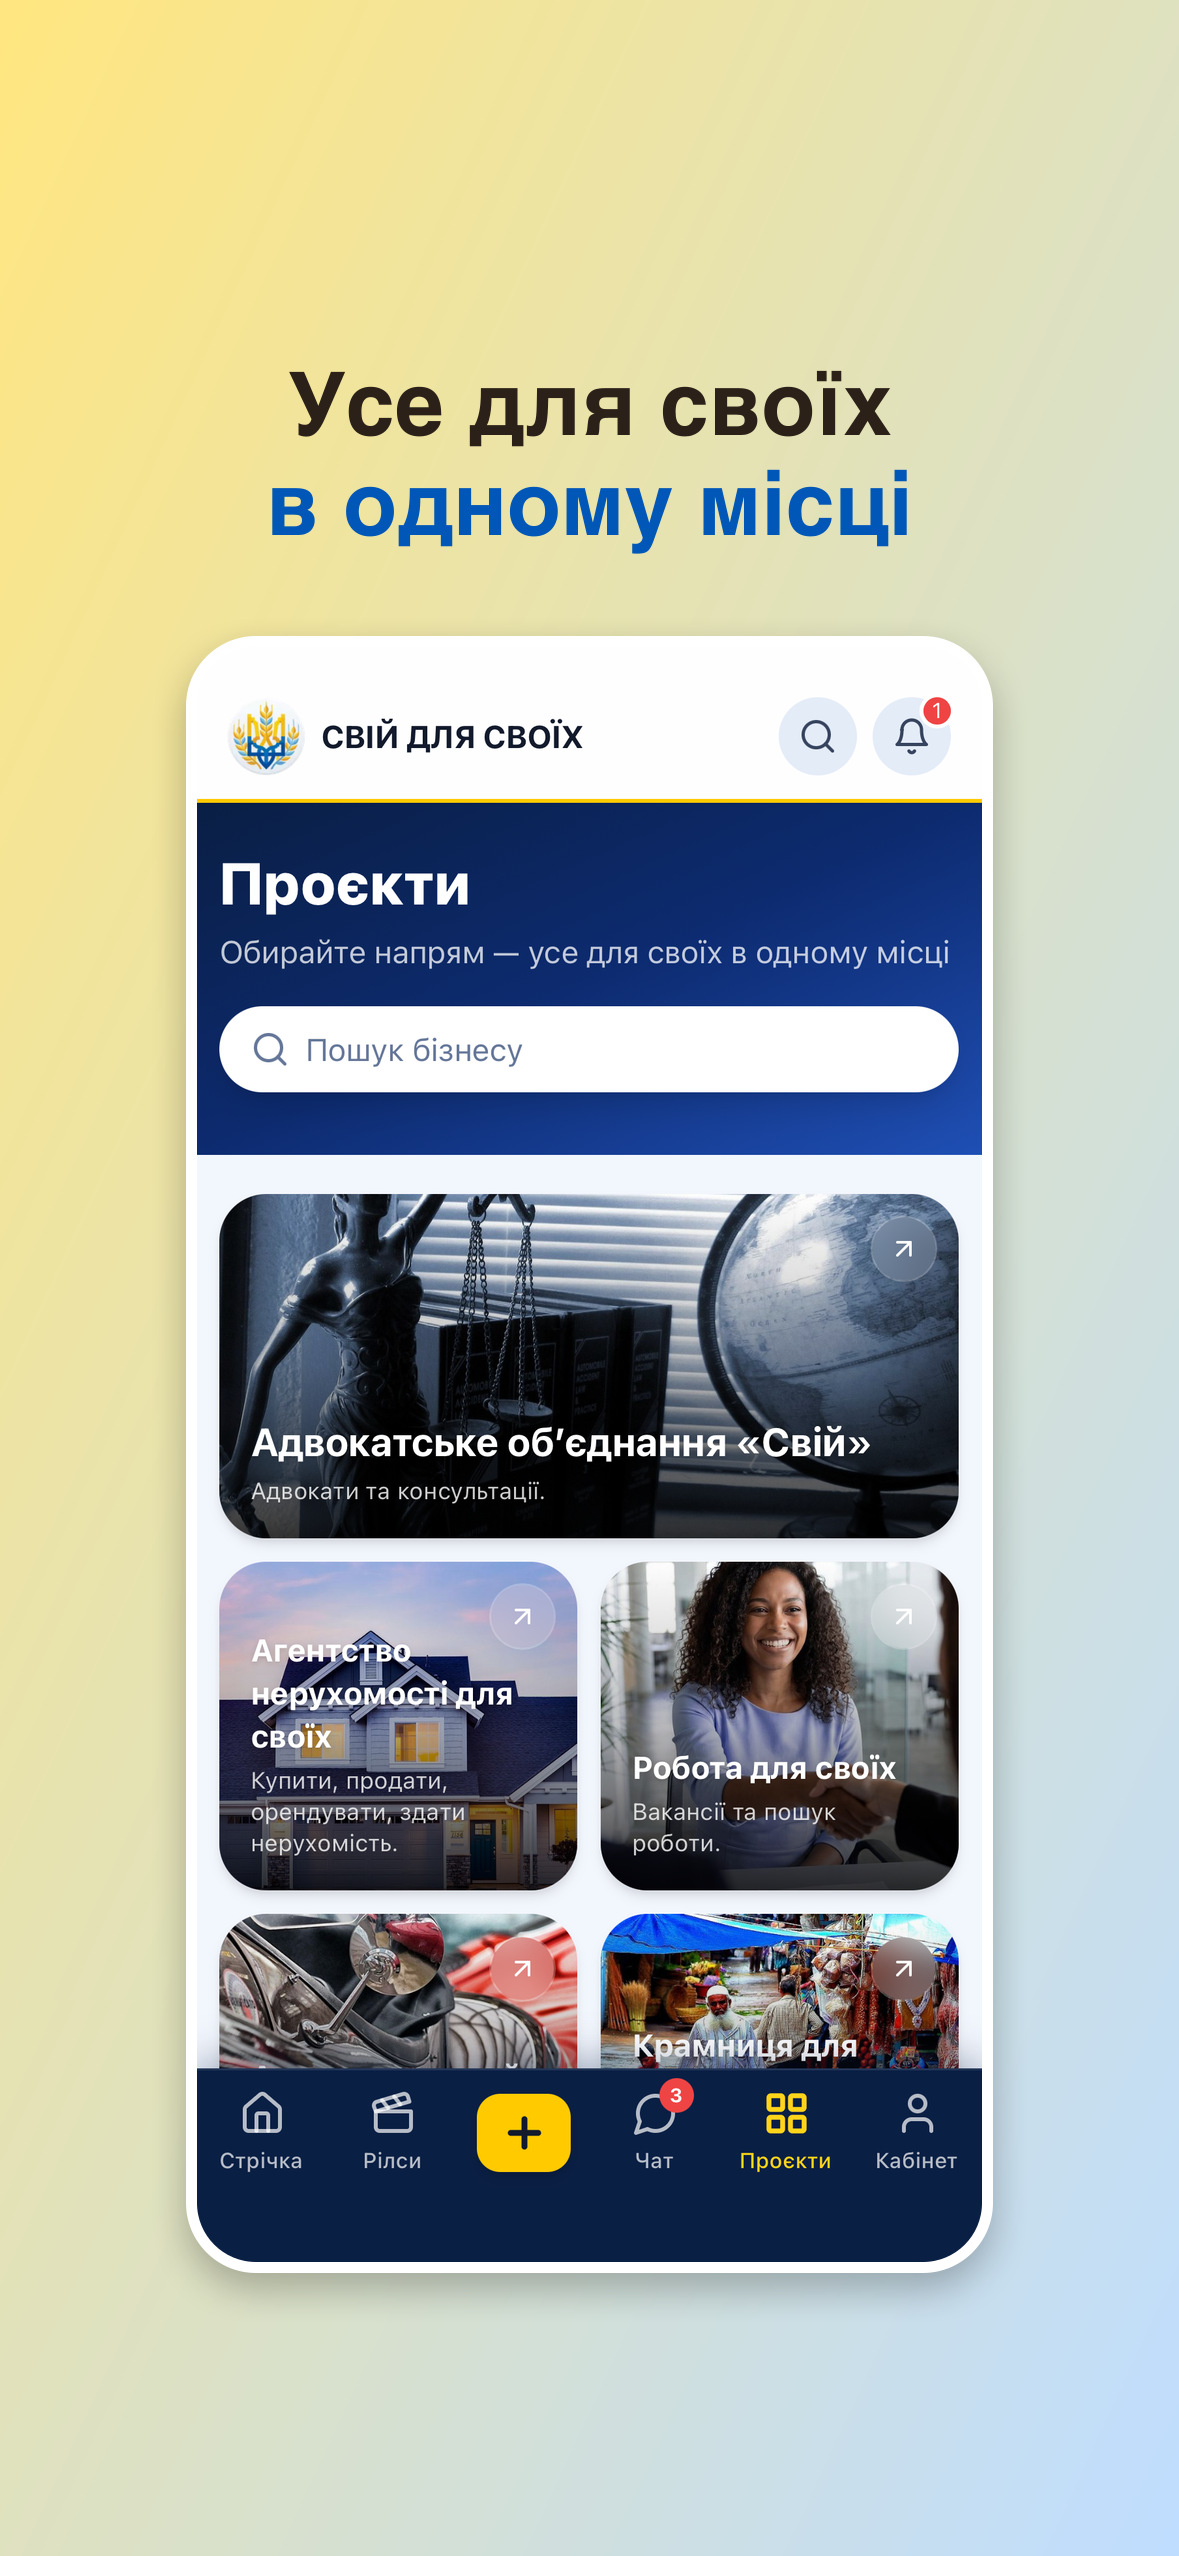 Усе для своїх
в одному місці
СВІЙ ДЛЯ СВОЇХ
1
Проєкти
Обирайте напрям — усе для своїх в одному місці
Пошук бізнесу
Адвокатське об’єднання «Свій»
Адвокати та консультації.
Агентство
нерухомості для
своїх
Купити, продати,
орендувати, здати
нерухомість.
Робота для своїх
Вакансії та пошук
роботи.
Крамниця для
3
Стрічка
Рілси
Чат
Проєкти
Кабінет